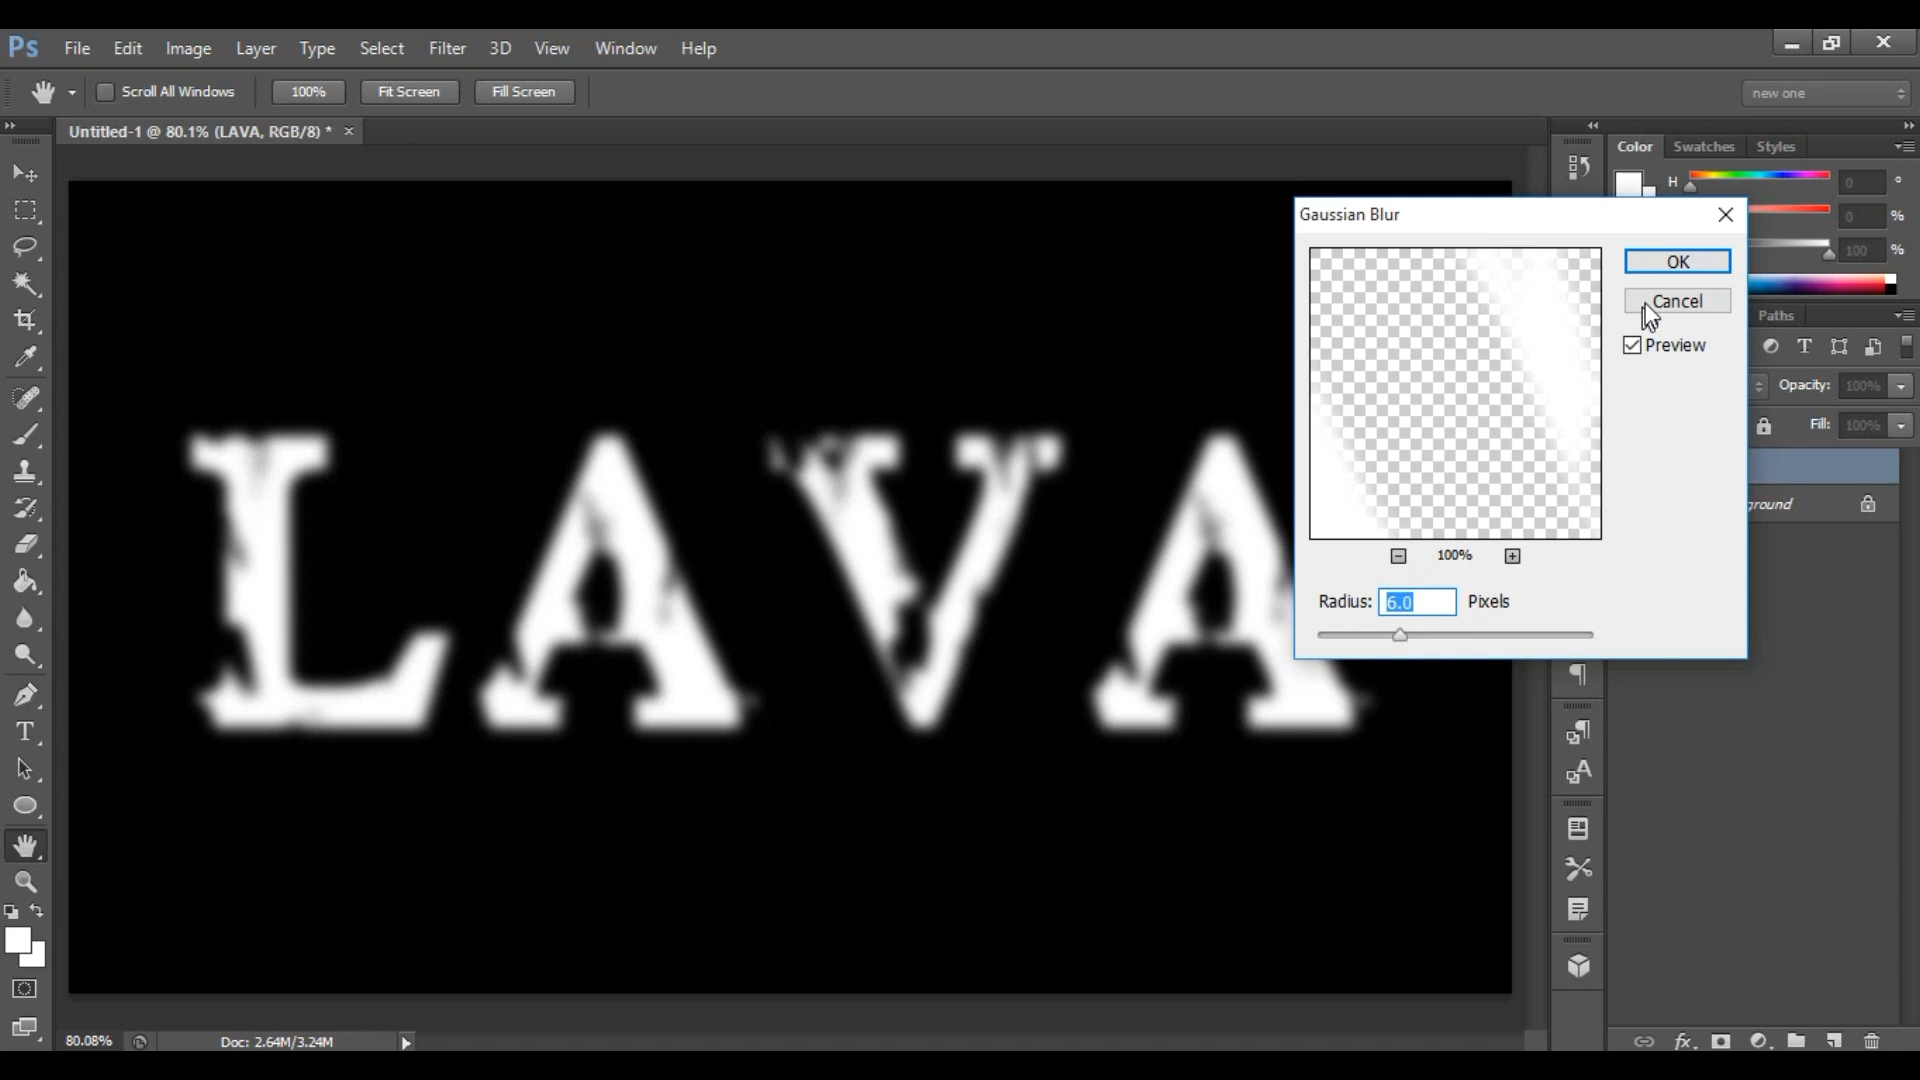 Ps File Edit Image Layer Type Select Filter 3D View Window Help
Scroll All Windows 100% Fit Screen Fill Screen new one
Untitled-1 @ 80.1% (LAVA, RGB/8) * ×
Color Swatches Styles
H 0 °
0 %
100 %
Gaussian Blur
OK
Cancel
Preview
100%
Radius: 6.0 Pixels
Paths
T
Opacity: 100%
Fill: 100%
ground
LAVA
T
A
80.08% Doc: 2.64M/3.24M
fx